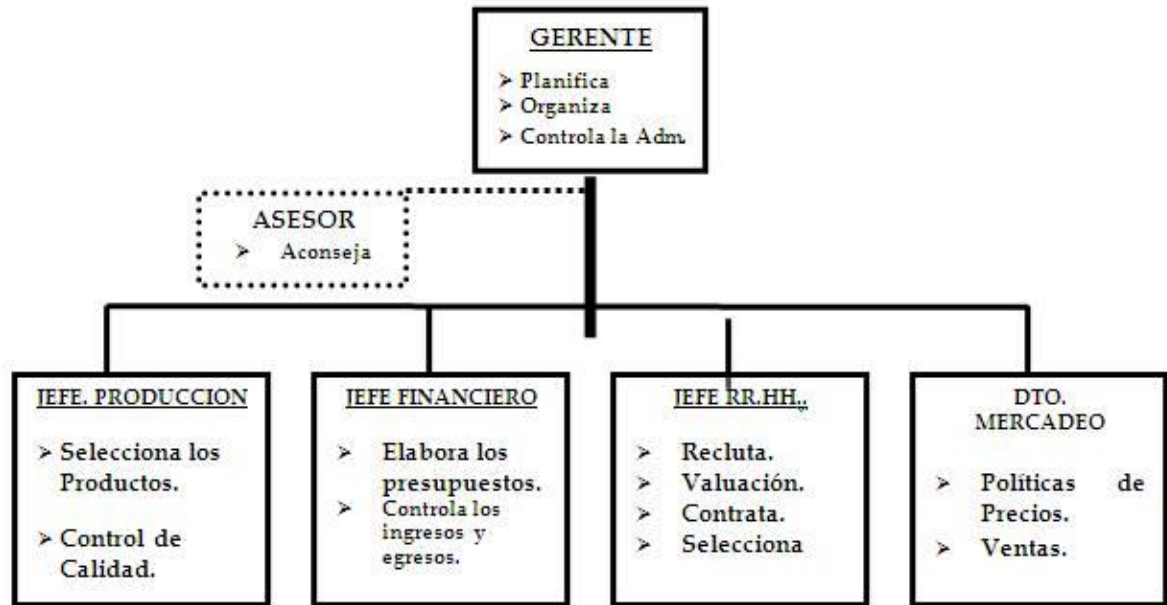 GERENTE
➢ Planifica
➢ Organiza
➢ Controla la Adm.
ASESOR
➢ Aconseja
JEFE. PRODUCCION
➢ Selecciona los
Productos.
➢ Control de
Calidad.
JEFE FINANCIERO
➢ Elabora los
presupuestos.
➢ Controla los
ingresos y
egresos.
JEFE RR.HH,,
➢ Recluta.
➢ Valuación.
➢ Contrata.
➢ Selecciona
DTO.
MERCADEO
➢ Políticas de
Precios.
➢ Ventas.